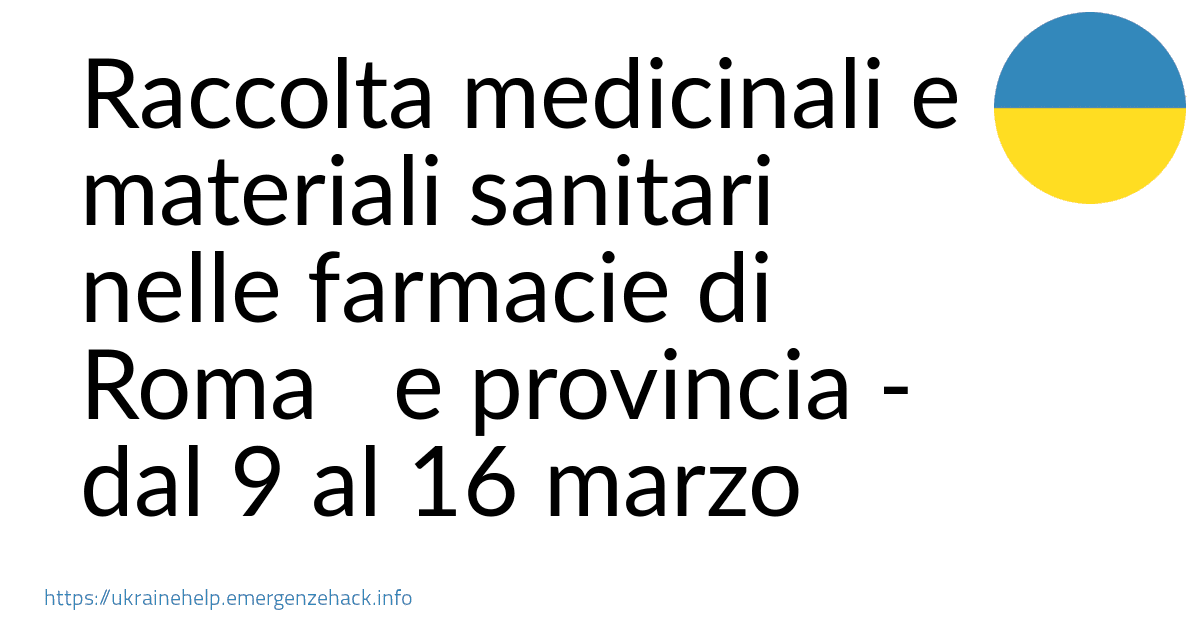 Raccolta medicinali e
materiali sanitari
nelle farmacie di
Roma   e provincia -
dal 9 al 16 marzo
https://ukrainehelp.emergenzehack.info